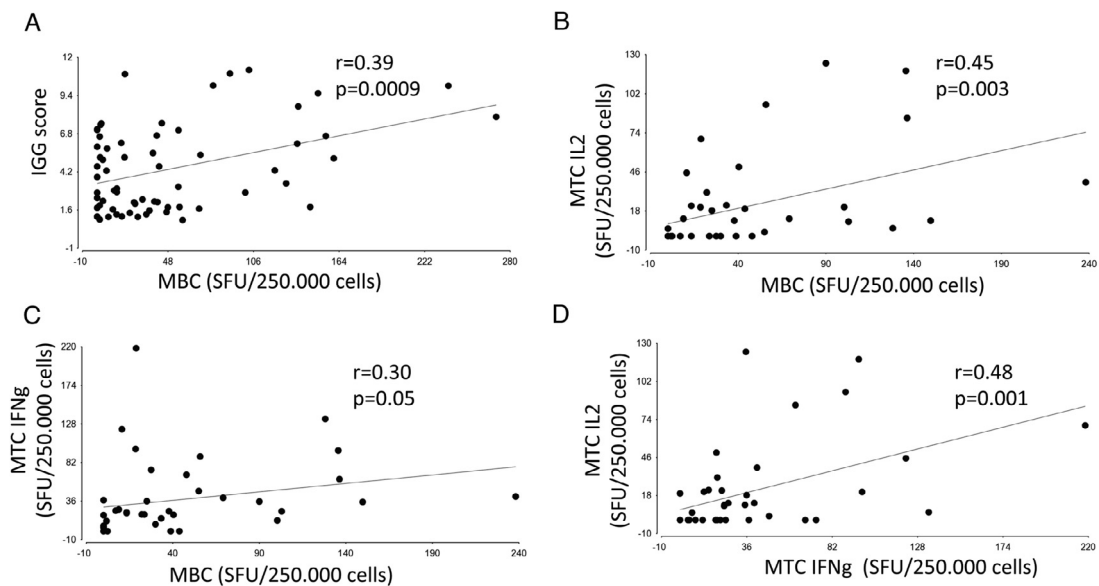 A
r=0.39
p=0.0009
IGG score
12
9.4
6.8
4.2
1.6
-1
-10 48 106 164 222 280
MBC (SFU/250.000 cells)
B
r=0.45
p=0.003
MTC IL2
(SFU/250.000 cells)
130
102
74
46
18
-10
-10 40 90 140 190 240
MBC (SFU/250.000 cells)
C
r=0.30
p=0.05
MTC IFNg
(SFU/250.000 cells)
220
174
128
82
36
-10
-10 40 90 140 190 240
MBC (SFU/250.000 cells)
D
r=0.48
p=0.001
MTC IL2
(SFU/250.000 cells)
130
102
74
46
18
-10
-10 36 82 128 174 220
MTC IFNg (SFU/250.000 cells)